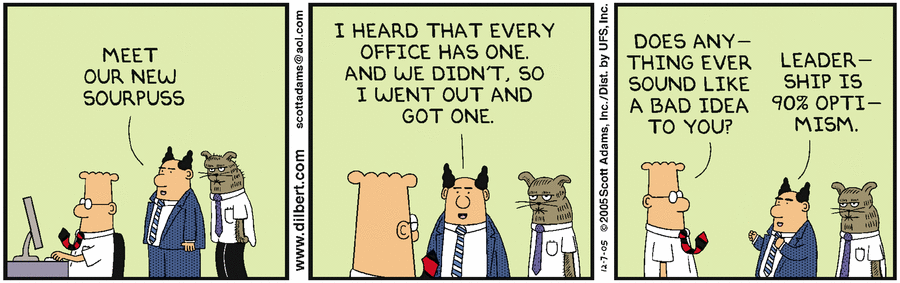 MEET
OUR NEW
SOURPUSS
www.dilbert.com scottadams@aol.com
I HEARD THAT EVERY
OFFICE HAS ONE.
AND WE DIDN'T, SO
I WENT OUT AND
GOT ONE.
12-7-05 ©2005 Scott Adams, Inc./Dist. by UFS, Inc.
DOES ANY-
THING EVER
SOUND LIKE
A BAD IDEA
TO YOU?
LEADER-
SHIP IS
90% OPTI-
MISM.